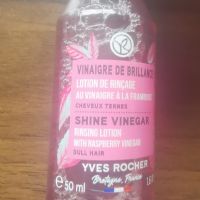 VINAIGRE DE BRILLANCE
LOTION DE RINÇAGE
AU VINAIGRE À LA FRAMBOISE
CHEVEUX TERNES
SHINE VINEGAR
RINSING LOTION
WITH RASPBERRY VINEGAR
DULL HAIR
YVES ROCHER
Bretagne, France
50 ml